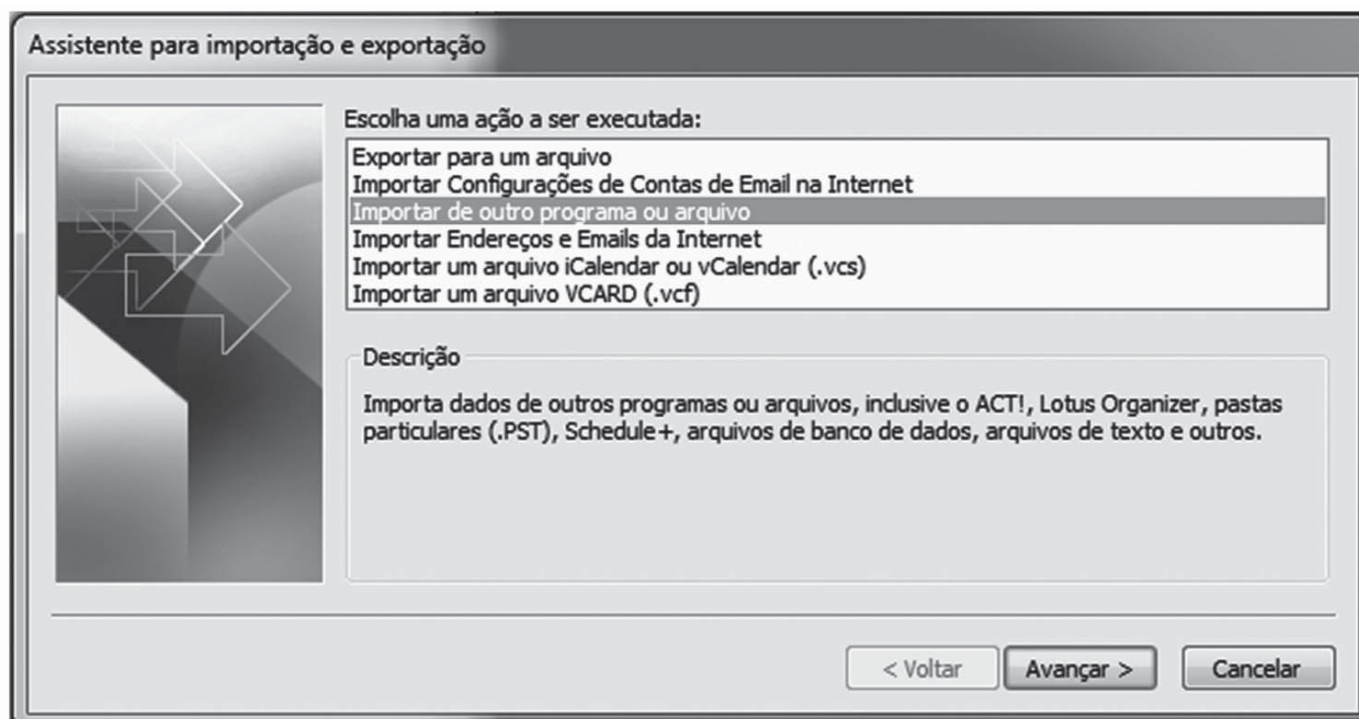 Assistente para importação e exportação
Escolha uma ação a ser executada:
Exportar para um arquivo
Importar Configurações de Contas de Email na Internet
Importar de outro programa ou arquivo
Importar Endereços e Emails da Internet
Importar um arquivo iCalendar ou vCalendar (.vcs)
Importar um arquivo VCARD (.vcf)
Descrição
Importa dados de outros programas ou arquivos, inclusive o ACT!, Lotus Organizer, pastas
particulares (.PST), Schedule+, arquivos de banco de dados, arquivos de texto e outros.
< Voltar
Avançar >
Cancelar